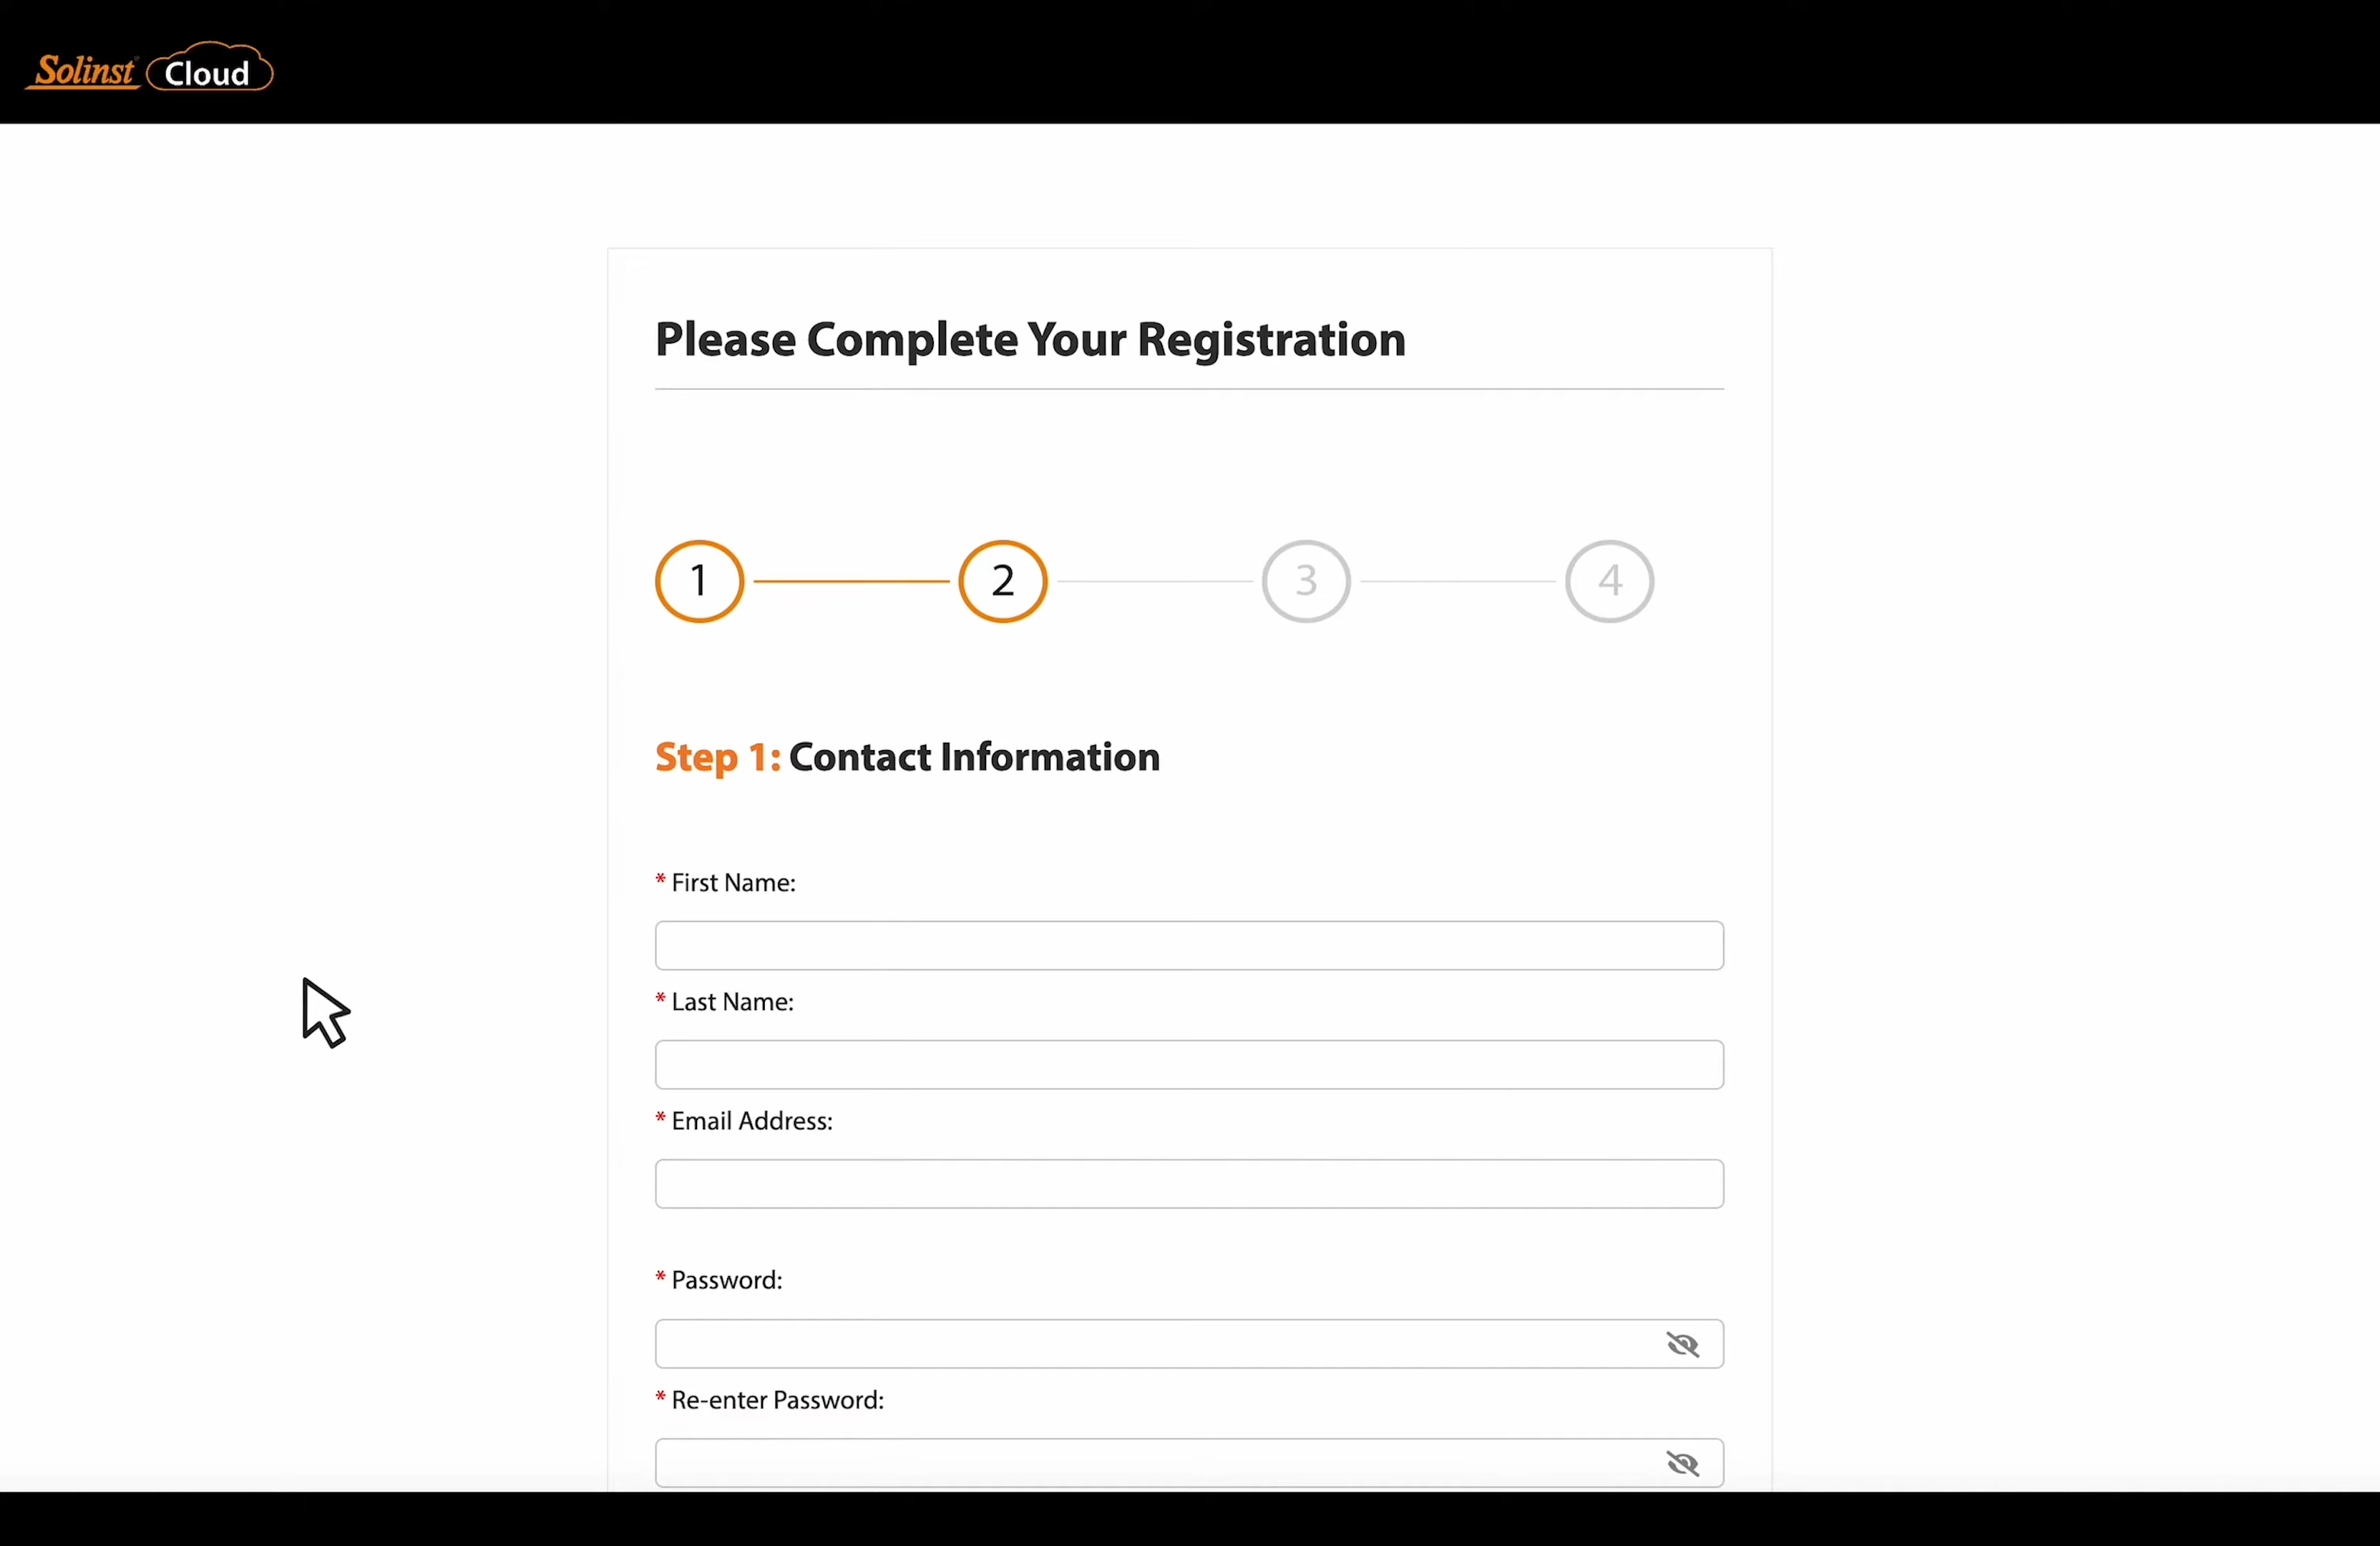 Solinst Cloud
Please Complete Your Registration
1 2 3 4
Step 1: Contact Information
* First Name:
* Last Name:
* Email Address:
* Password:
* Re-enter Password: